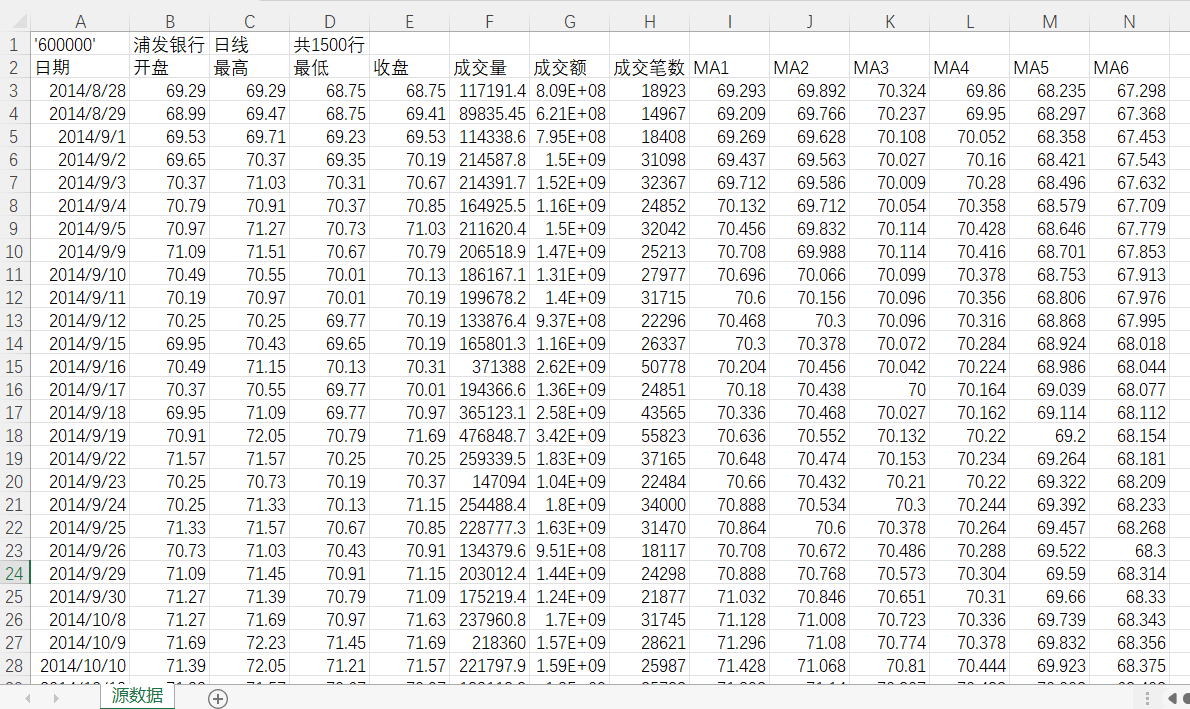 A B C D E F G H I J K L M N
1 '600000' 浦发银行 日线 共1500行
2 日期 开盘 最高 最低 收盘 成交量 成交额 成交笔数 MA1 MA2 MA3 MA4 MA5 MA6
3 2014/8/28 69.29 69.29 68.75 68.75 117191.4 8.09E+08 18923 69.293 69.892 70.324 69.86 68.235 67.298
4 2014/8/29 68.99 69.47 68.75 69.41 89835.45 6.21E+08 14967 69.209 69.766 70.237 69.95 68.297 67.368
5 2014/9/1 69.53 69.71 69.23 69.53 114338.6 7.95E+08 18408 69.269 69.628 70.108 70.052 68.358 67.453
6 2014/9/2 69.65 70.37 69.35 70.19 214587.8 1.5E+09 31098 69.437 69.563 70.027 70.16 68.421 67.543
7 2014/9/3 70.37 71.03 70.31 70.67 214391.7 1.52E+09 32367 69.712 69.586 70.009 70.28 68.496 67.632
8 2014/9/4 70.79 70.91 70.37 70.85 164925.5 1.16E+09 24852 70.132 69.712 70.054 70.358 68.579 67.709
9 2014/9/5 70.97 71.27 70.73 71.03 211620.4 1.5E+09 32042 70.456 69.832 70.114 70.428 68.646 67.779
10 2014/9/9 71.09 71.51 70.67 70.79 206518.9 1.47E+09 25213 70.708 69.988 70.114 70.416 68.701 67.853
11 2014/9/10 70.49 70.55 70.01 70.13 186167.1 1.31E+09 27977 70.696 70.066 70.099 70.378 68.753 67.913
12 2014/9/11 70.19 70.97 70.01 70.19 199678.2 1.4E+09 31715 70.6 70.156 70.096 70.356 68.806 67.976
13 2014/9/12 70.25 70.25 69.77 70.19 133876.4 9.37E+08 22296 70.468 70.3 70.096 70.316 68.868 67.995
14 2014/9/15 69.95 70.43 69.65 70.19 165801.3 1.16E+09 26337 70.3 70.378 70.072 70.284 68.924 68.018
15 2014/9/16 70.49 71.15 70.13 70.31 371388 2.62E+09 50778 70.204 70.456 70.042 70.224 68.986 68.044
16 2014/9/17 70.37 70.55 69.77 70.01 194366.6 1.36E+09 24851 70.18 70.438 70 70.164 69.039 68.077
17 2014/9/18 69.95 71.09 69.77 70.97 365123.1 2.58E+09 43565 70.336 70.468 70.027 70.162 69.114 68.112
18 2014/9/19 70.91 72.05 70.79 71.69 476848.7 3.42E+09 55823 70.636 70.552 70.132 70.22 69.2 68.154
19 2014/9/22 71.57 71.57 70.25 70.25 259339.5 1.83E+09 37165 70.648 70.474 70.153 70.234 69.264 68.181
20 2014/9/23 70.25 70.73 70.19 70.37 147094 1.04E+09 22484 70.66 70.432 70.21 70.22 69.322 68.209
21 2014/9/24 70.25 71.33 70.13 71.15 254488.4 1.8E+09 34000 70.888 70.534 70.3 70.244 69.392 68.233
22 2014/9/25 71.33 71.57 70.67 70.85 228777.3 1.63E+09 31470 70.864 70.6 70.378 70.264 69.457 68.268
23 2014/9/26 70.73 71.03 70.43 70.91 134379.6 9.51E+08 18117 70.708 70.672 70.486 70.288 69.522 68.3
24 2014/9/29 71.09 71.45 70.91 71.15 203012.4 1.44E+09 24298 70.888 70.768 70.573 70.304 69.59 68.314
25 2014/9/30 71.27 71.39 70.79 71.09 175219.4 1.24E+09 21877 71.032 70.846 70.651 70.31 69.66 68.33
26 2014/10/8 71.27 71.69 70.97 71.63 237960.8 1.7E+09 31745 71.128 71.008 70.723 70.336 69.739 68.343
27 2014/10/9 71.69 72.23 71.45 71.69 218360 1.57E+09 28621 71.296 71.08 70.774 70.378 69.832 68.356
28 2014/10/10 71.39 72.05 71.21 71.57 221797.9 1.59E+09 25987 71.428 71.068 70.81 70.444 69.923 68.375
源数据